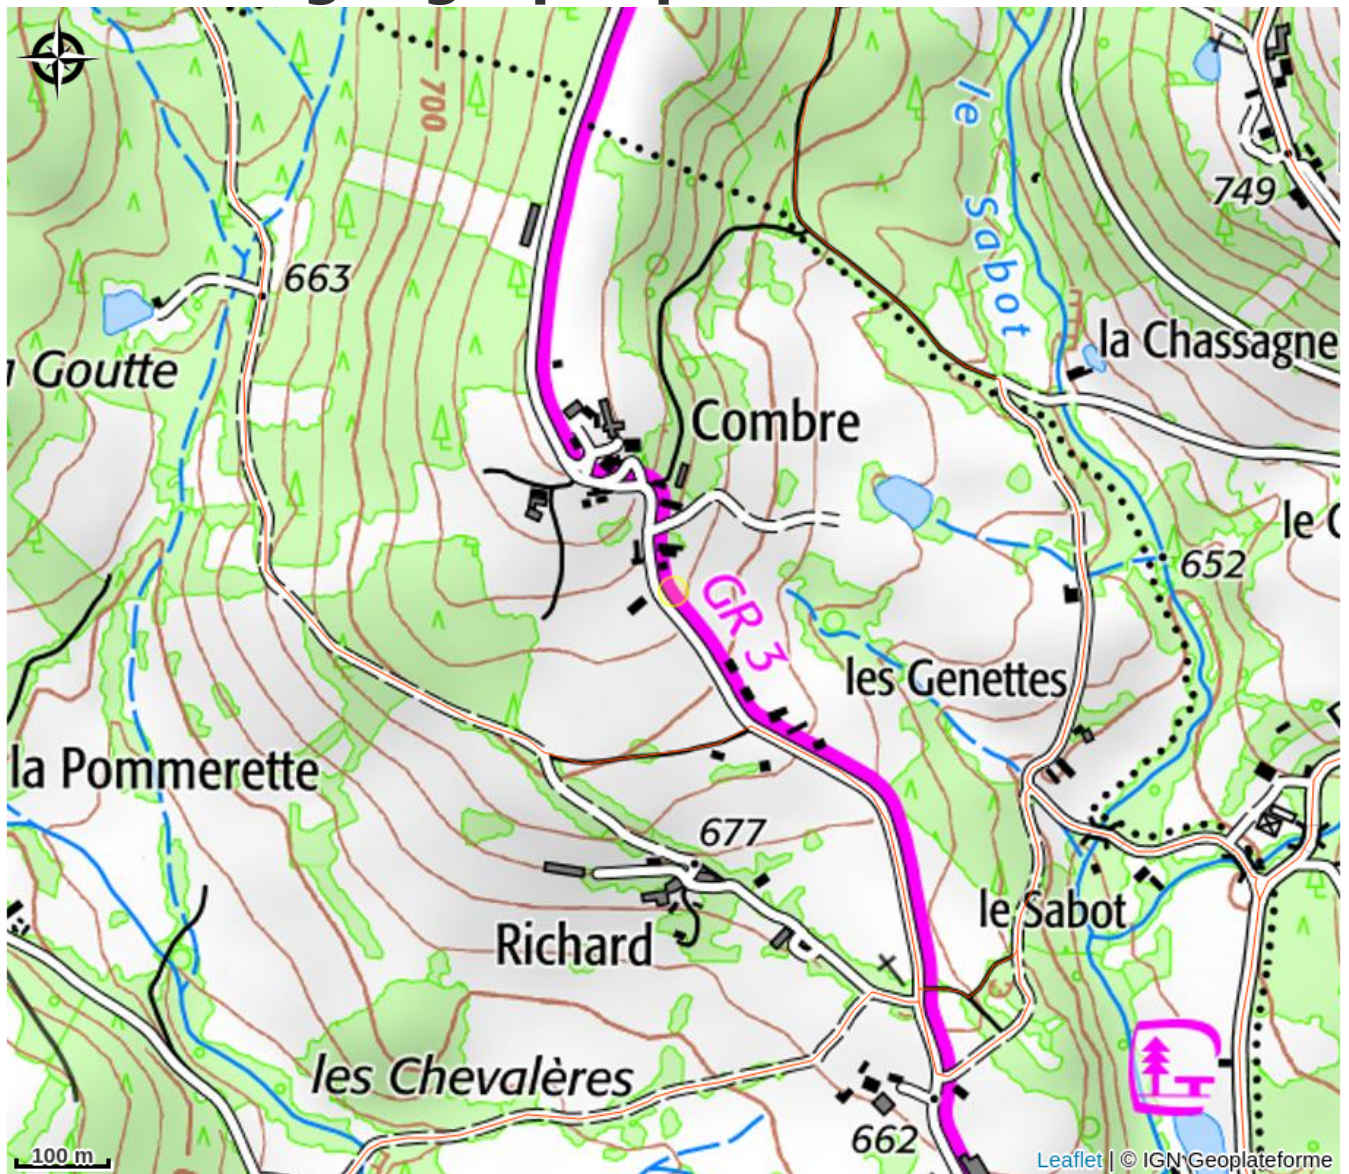 700
le Sabot
749
663
la Chassagne
Goutte
Combre
652
GR 3
les Genettes
la Pommerette
677
le Sabot
Richard
les Chevalères
662
100 m
Leaflet | © IGN Geoplateforme